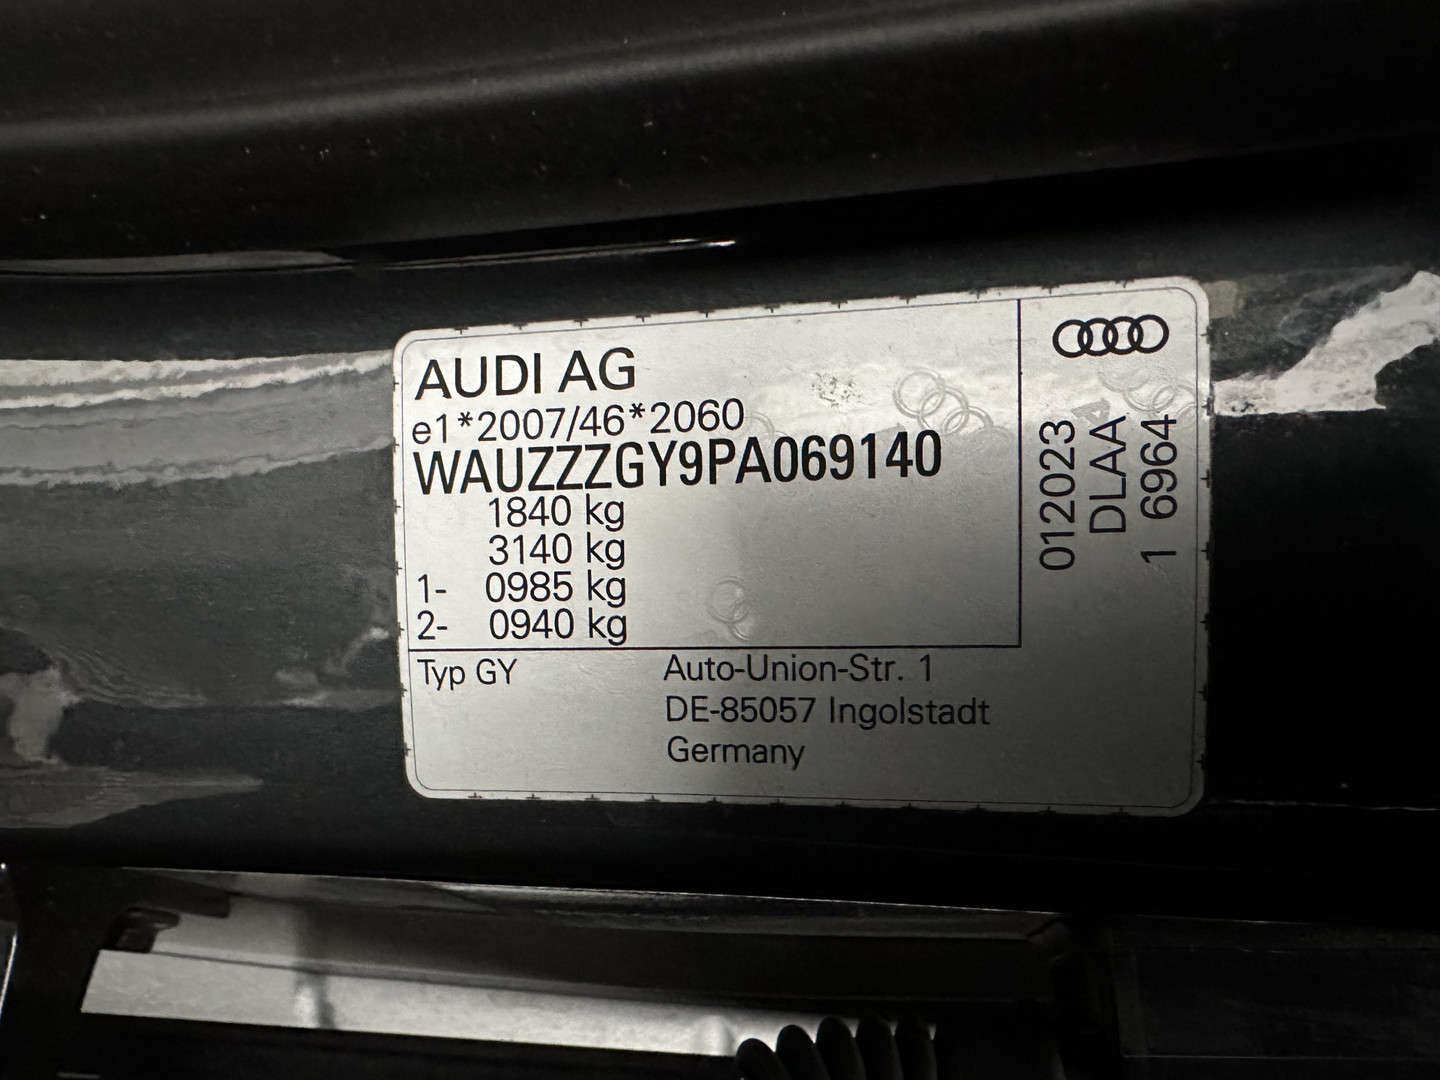 AUDI AG
e1*2007/46*2060
WAUZZZGY9PA069140
1840 kg
3140 kg
1- 0985 kg
2- 0940 kg
Typ GY
Auto-Union-Str. 1
DE-85057 Ingolstadt
Germany
012023
DLAA
1 6964